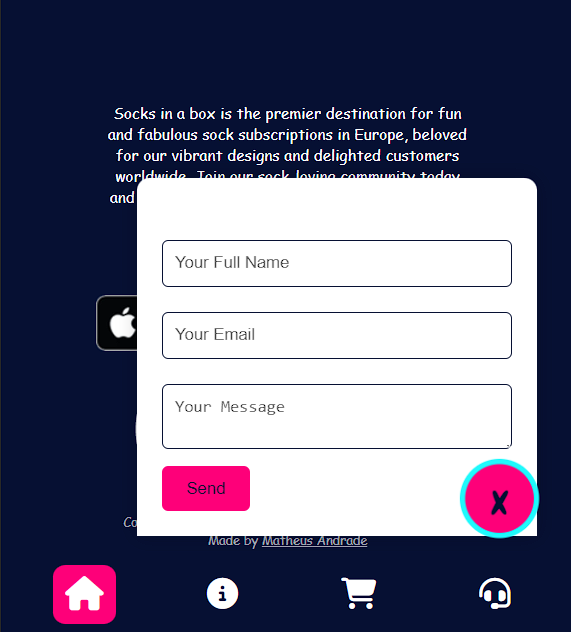 Socks in a box is the premier destination for fun
and fabulous sock subscriptions in Europe, beloved
for our vibrant designs and delighted customers
worldwide. Join our sock-loving community today
and
Your Full Name
Your Email
Your Message
Send
X
Co
Made by Matheus Andrade